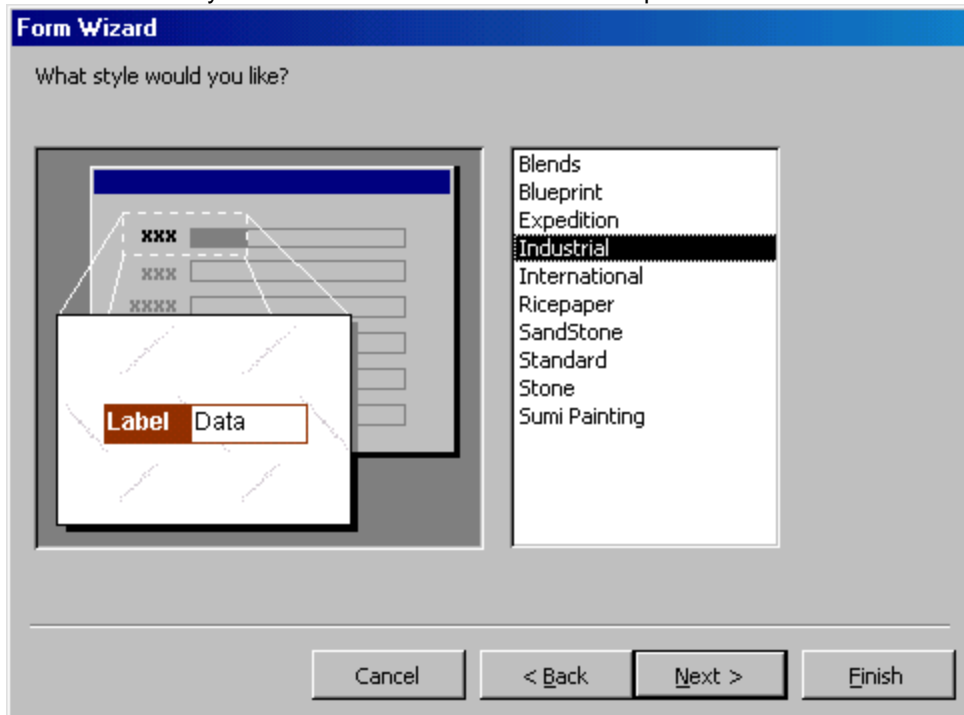 Form Wizard
What style would you like?
xxx
xxx
xxxx
Label Data
Blends
Blueprint
Expedition
Industrial
International
Ricepaper
SandStone
Standard
Stone
Sumi Painting
Cancel
< Back
Next >
Finish